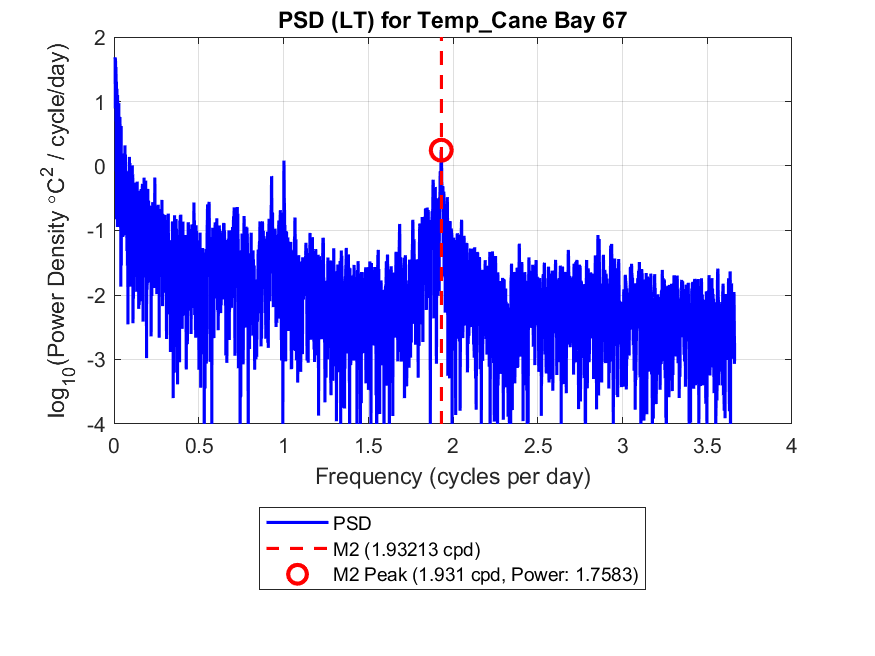 PSD (LT) for Temp_Cane Bay 67
log10(Power Density °C2 / cycle/day)
2
1
0
-1
-2
-3
-4
0 0.5 1 1.5 2 2.5 3 3.5 4
Frequency (cycles per day)
PSD
M2 (1.93213 cpd)
M2 Peak (1.931 cpd, Power: 1.7583)